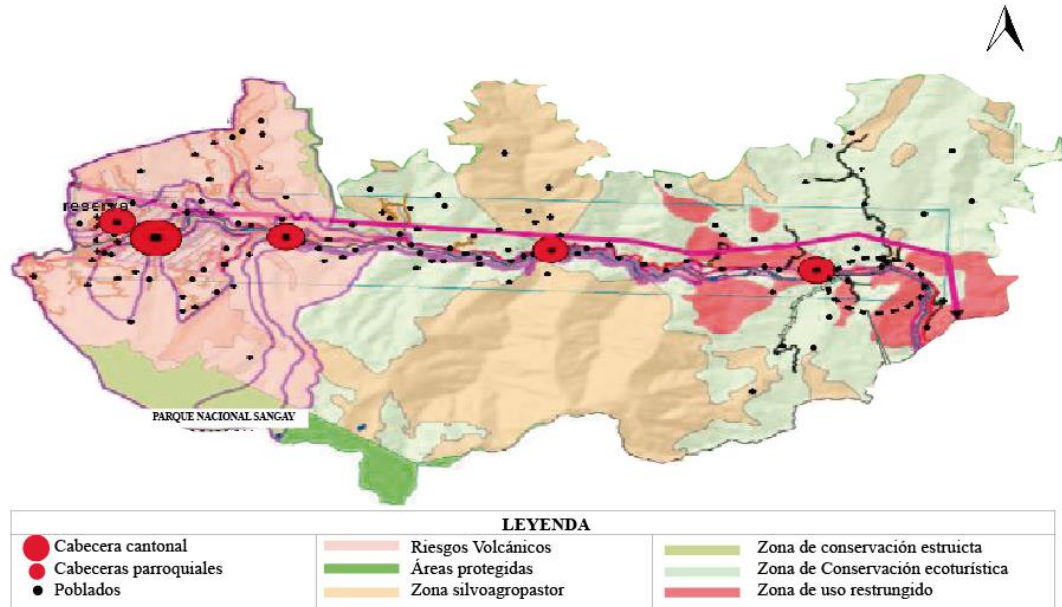 reserva
PARQUE NACIONAL SANGAY
LEYENDA
Cabecera cantonal
Cabeceras parroquiales
Poblados
Riesgos Volcánicos
Áreas protegidas
Zona silvoagropastor
Zona de conservación estruicta
Zona de Conservación ecoturística
Zona de uso restrungido